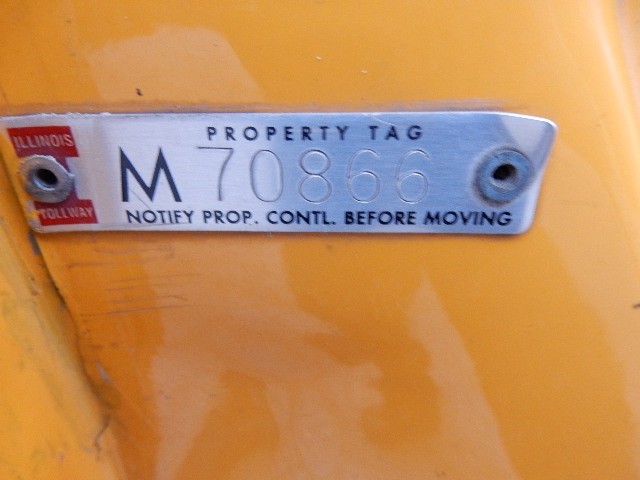 ILLINOIS
TOLLWAY
PROPERTY TAG
M 70866
NOTIFY PROP. CONTL. BEFORE MOVING